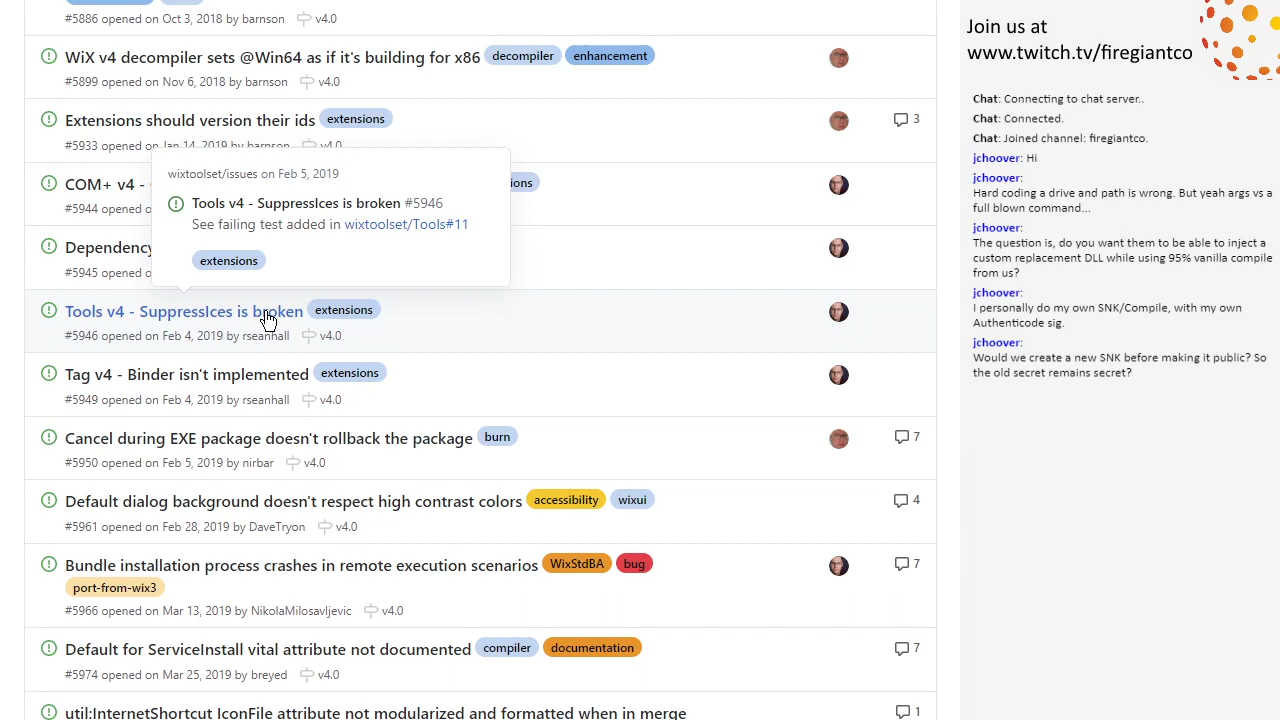 #5886 opened on Oct 3, 2018 by barnson v4.0
WiX v4 decompiler sets @Win64 as if it's building for x86 decompiler enhancement
#5899 opened on Nov 6, 2018 by barnson v4.0
Extensions should version their ids extensions 3
#5933 opened on Jan 14, 2019 by barnson v4.0
COM+ v4 -
#5944 opened o
Dependency
#5945 opened o
wixtoolset/issues on Feb 5, 2019
Tools v4 - SuppressIces is broken #5946
See failing test added in wixtoolset/Tools#11
extensions
Tools v4 - SuppressIces is broken extensions
#5946 opened on Feb 4, 2019 by rseanhall v4.0
Tag v4 - Binder isn't implemented extensions
#5949 opened on Feb 4, 2019 by rseanhall v4.0
Cancel during EXE package doesn't rollback the package burn 7
#5950 opened on Feb 5, 2019 by nirbar v4.0
Default dialog background doesn't respect high contrast colors accessibility wixui 4
#5961 opened on Feb 28, 2019 by DaveTryon v4.0
Bundle installation process crashes in remote execution scenarios WixStdBA bug 7
port-from-wix3
#5966 opened on Mar 13, 2019 by NikolaMilosavljevic v4.0
Default for ServiceInstall vital attribute not documented compiler documentation 7
#5974 opened on Mar 25, 2019 by breyed v4.0
util:InternetShortcut IconFile attribute not modularized and formatted when in merge 1
Join us at
www.twitch.tv/firegiantco
Chat: Connecting to chat server..
Chat: Connected.
Chat: Joined channel: firegiantco.
jchoover: Hi
jchoover:
Hard coding a drive and path is wrong. But yeah args vs a
full blown command...
jchoover:
The question is, do you want them to be able to inject a
custom replacement DLL while using 95% vanilla compile
from us?
jchoover:
I personally do my own SNK/Compile, with my own
Authenticode sig.
jchoover:
Would we create a new SNK before making it public? So
the old secret remains secret?